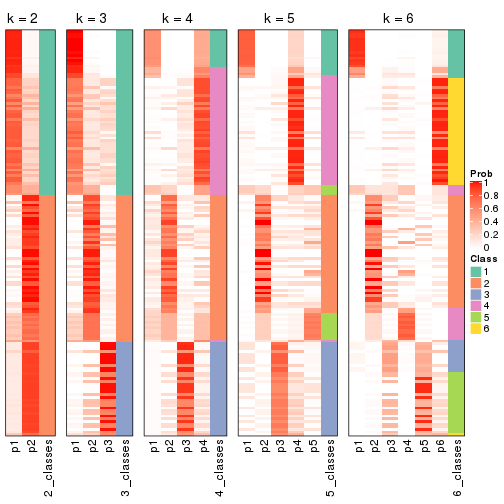 k = 2
k = 3
k = 4
k = 5
k = 6
p1
p2
2_classes
p1
p2
p3
3_classes
p1
p2
p3
p4
4_classes
p1
p2
p3
p4
p5
5_classes
p1
p2
p3
p4
p5
p6
6_classes
Prob
1
0.8
0.6
0.4
0.2
0
Class
1
2
3
4
5
6